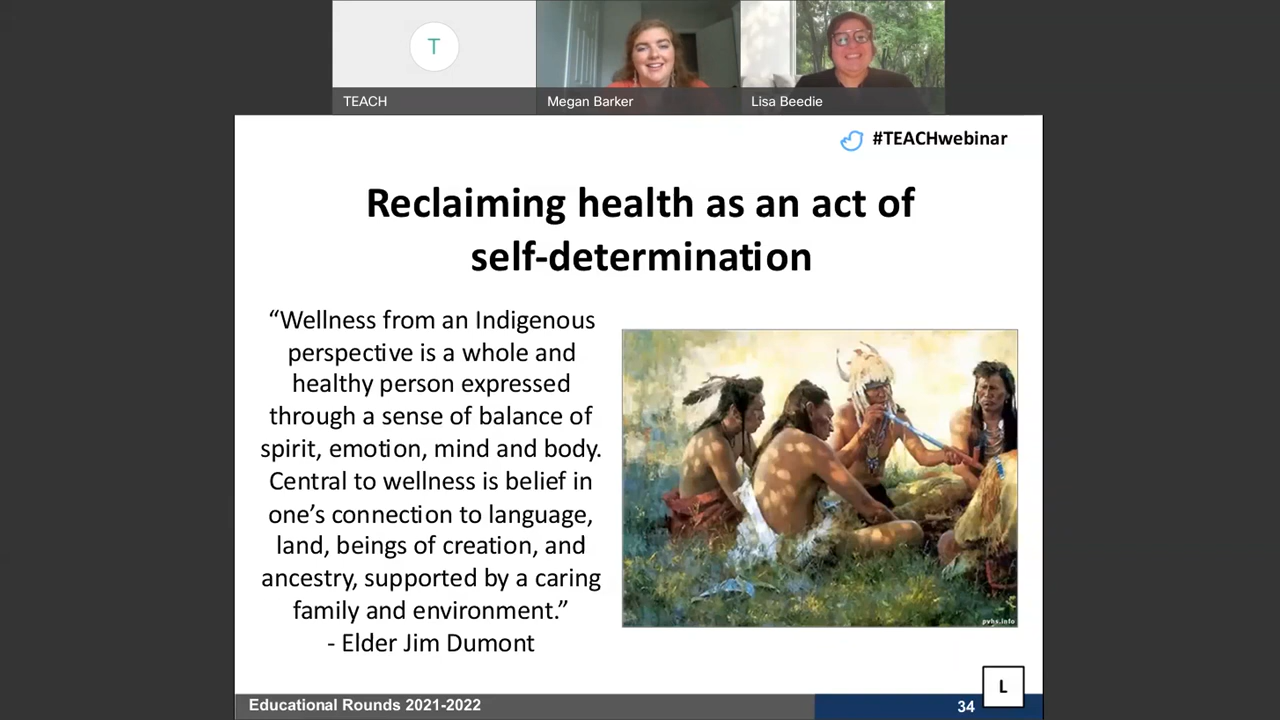 T
TEACH
Megan Barker
Lisa Beedie
#TEACHwebinar
Reclaiming health as an act of
self-determination
“Wellness from an Indigenous
perspective is a whole and
healthy person expressed
through a sense of balance of
spirit, emotion, mind and body.
Central to wellness is belief in
one’s connection to language,
land, beings of creation, and
ancestry, supported by a caring
family and environment.”
- Elder Jim Dumont
pvhs.info
Educational Rounds 2021-2022
34
L